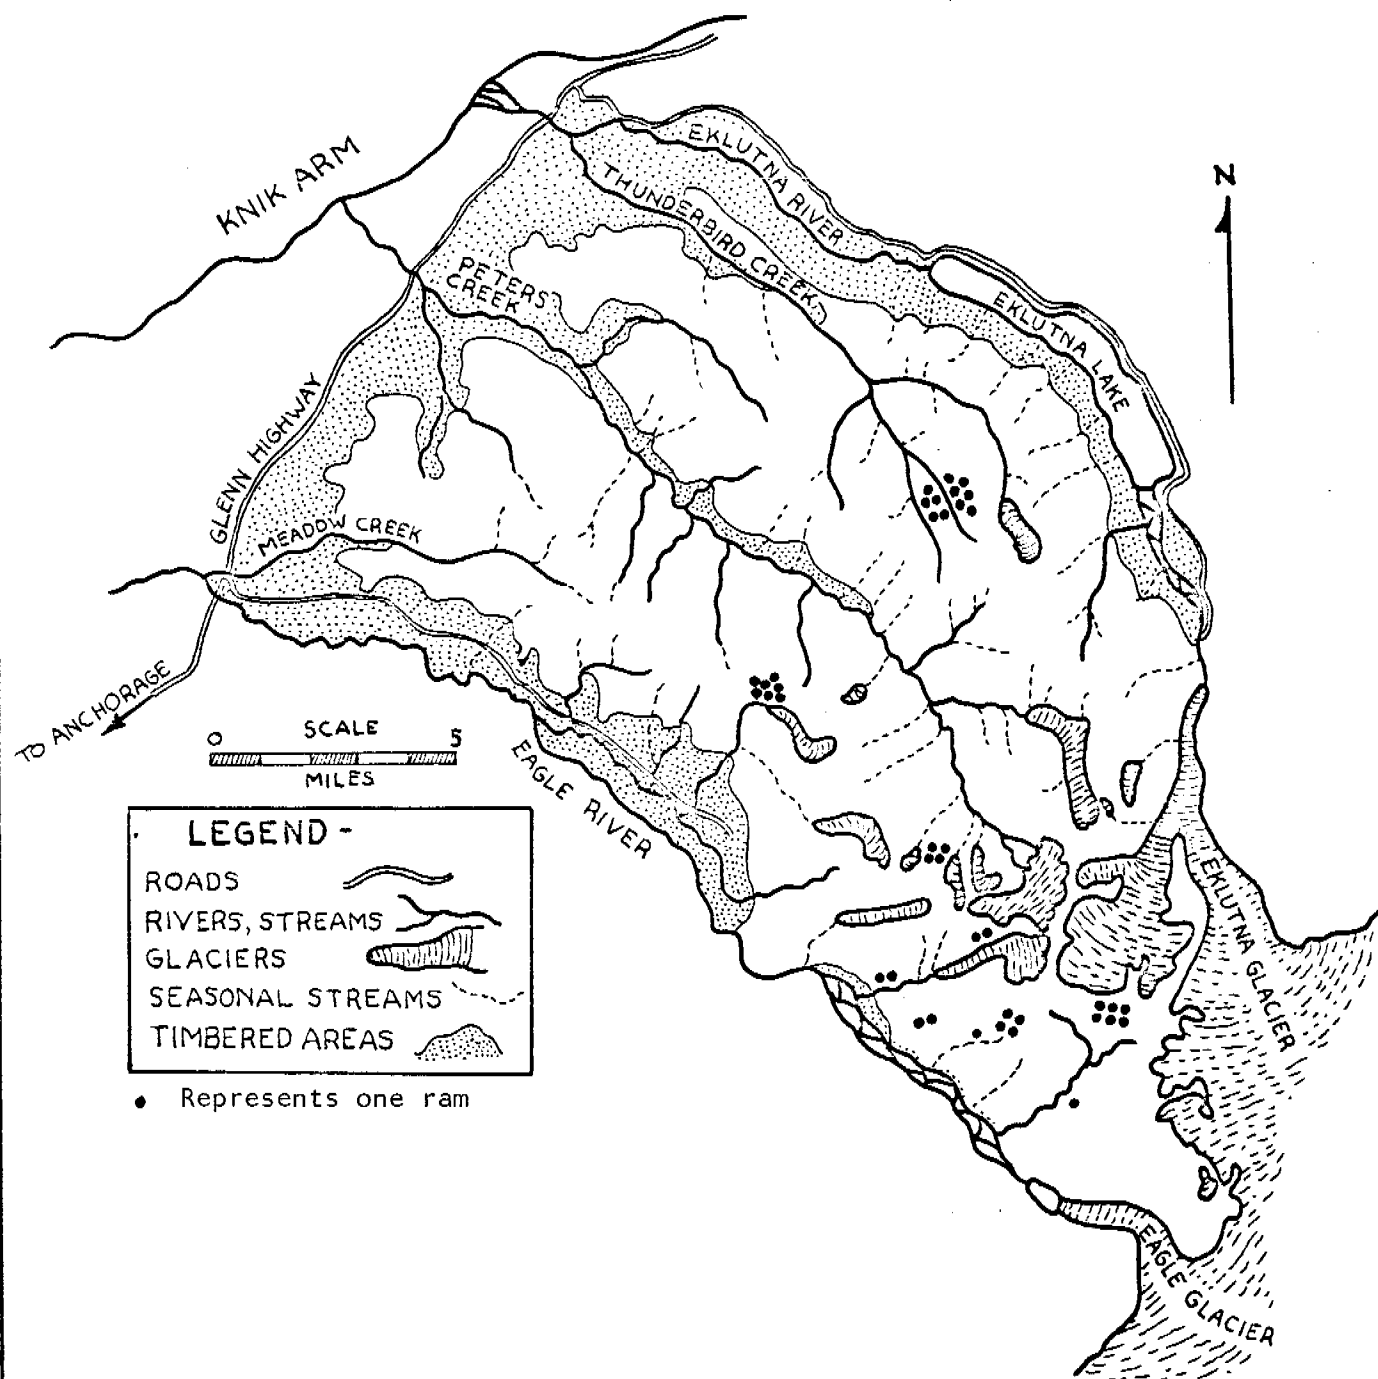 KNIK ARM
EKLUTNA RIVER
THUNDERBIRD CREEK
N
PETERS
CREEK
EKLUTNA LAKE
GLENN HIGHWAY
MEADOW CREEK
TO ANCHORAGE
SCALE
0 5
MILES
EAGLE RIVER
LEGEND -
ROADS
RIVERS, STREAMS
GLACIERS
SEASONAL STREAMS
TIMBERED AREAS
Represents one ram
EKLUTNA GLACIER
EAGLE GLACIER